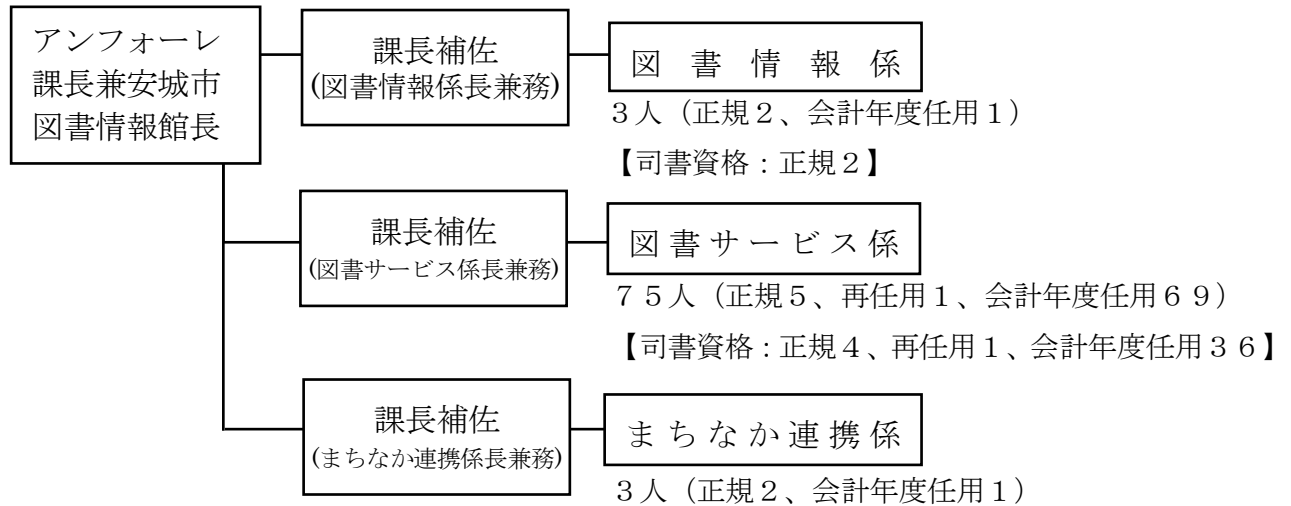 アンフォーレ
課長兼安城市
図書情報館長
課長補佐
(図書情報係長兼務)
図書情報係
３人（正規２、会計年度任用１）
【司書資格：正規２】
課長補佐
(図書サービス係長兼務)
図書サービス係
７５人（正規５、再任用１、会計年度任用６９）
【司書資格：正規４、再任用１、会計年度任用３６】
課長補佐
(まちなか連携係長兼務)
まちなか連携係
３人（正規２、会計年度任用１）